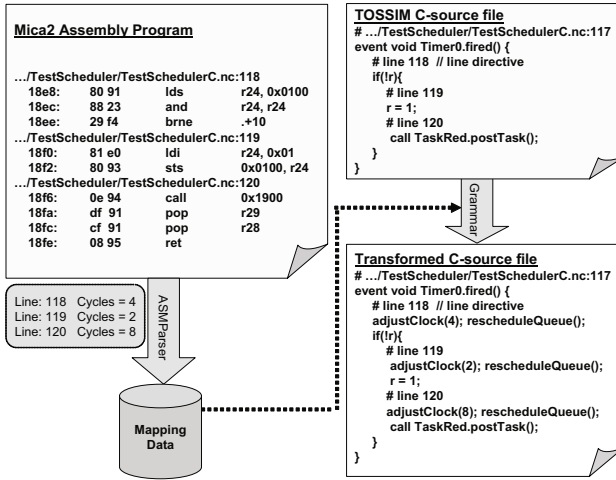 Mica2 Assembly Program
…/TestScheduler/TestSchedulerC.nc:118
18e8: 80 91 lds r24, 0x0100
18ec: 88 23 and r24, r24
18ee: 29 f4 brne .+10
…/TestScheduler/TestSchedulerC.nc:119
18f0: 81 e0 ldi r24, 0x01
18f2: 80 93 sts 0x0100, r24
…/TestScheduler/TestSchedulerC.nc:120
18f6: 0e 94 call 0x1900
18fa: df 91 pop r29
18fc: cf 91 pop r28
18fe: 08 95 ret
Line: 118 Cycles = 4
Line: 119 Cycles = 2
Line: 120 Cycles = 8
ASMParser
Mapping
Data
TOSSIM C-source file
# …/TestScheduler/TestSchedulerC.nc:117
event void Timer0.fired() {
# line 118 // line directive
if(!r){
# line 119
r = 1;
# line 120
call TaskRed.postTask();
}
}
Grammar
Transformed C-source file
# …/TestScheduler/TestSchedulerC.nc:117
event void Timer0.fired() {
# line 118 // line directive
adjustClock(4); rescheduleQueue();
if(!r){
# line 119
adjustClock(2); rescheduleQueue();
r = 1;
# line 120
adjustClock(8); rescheduleQueue();
call TaskRed.postTask();
}
}